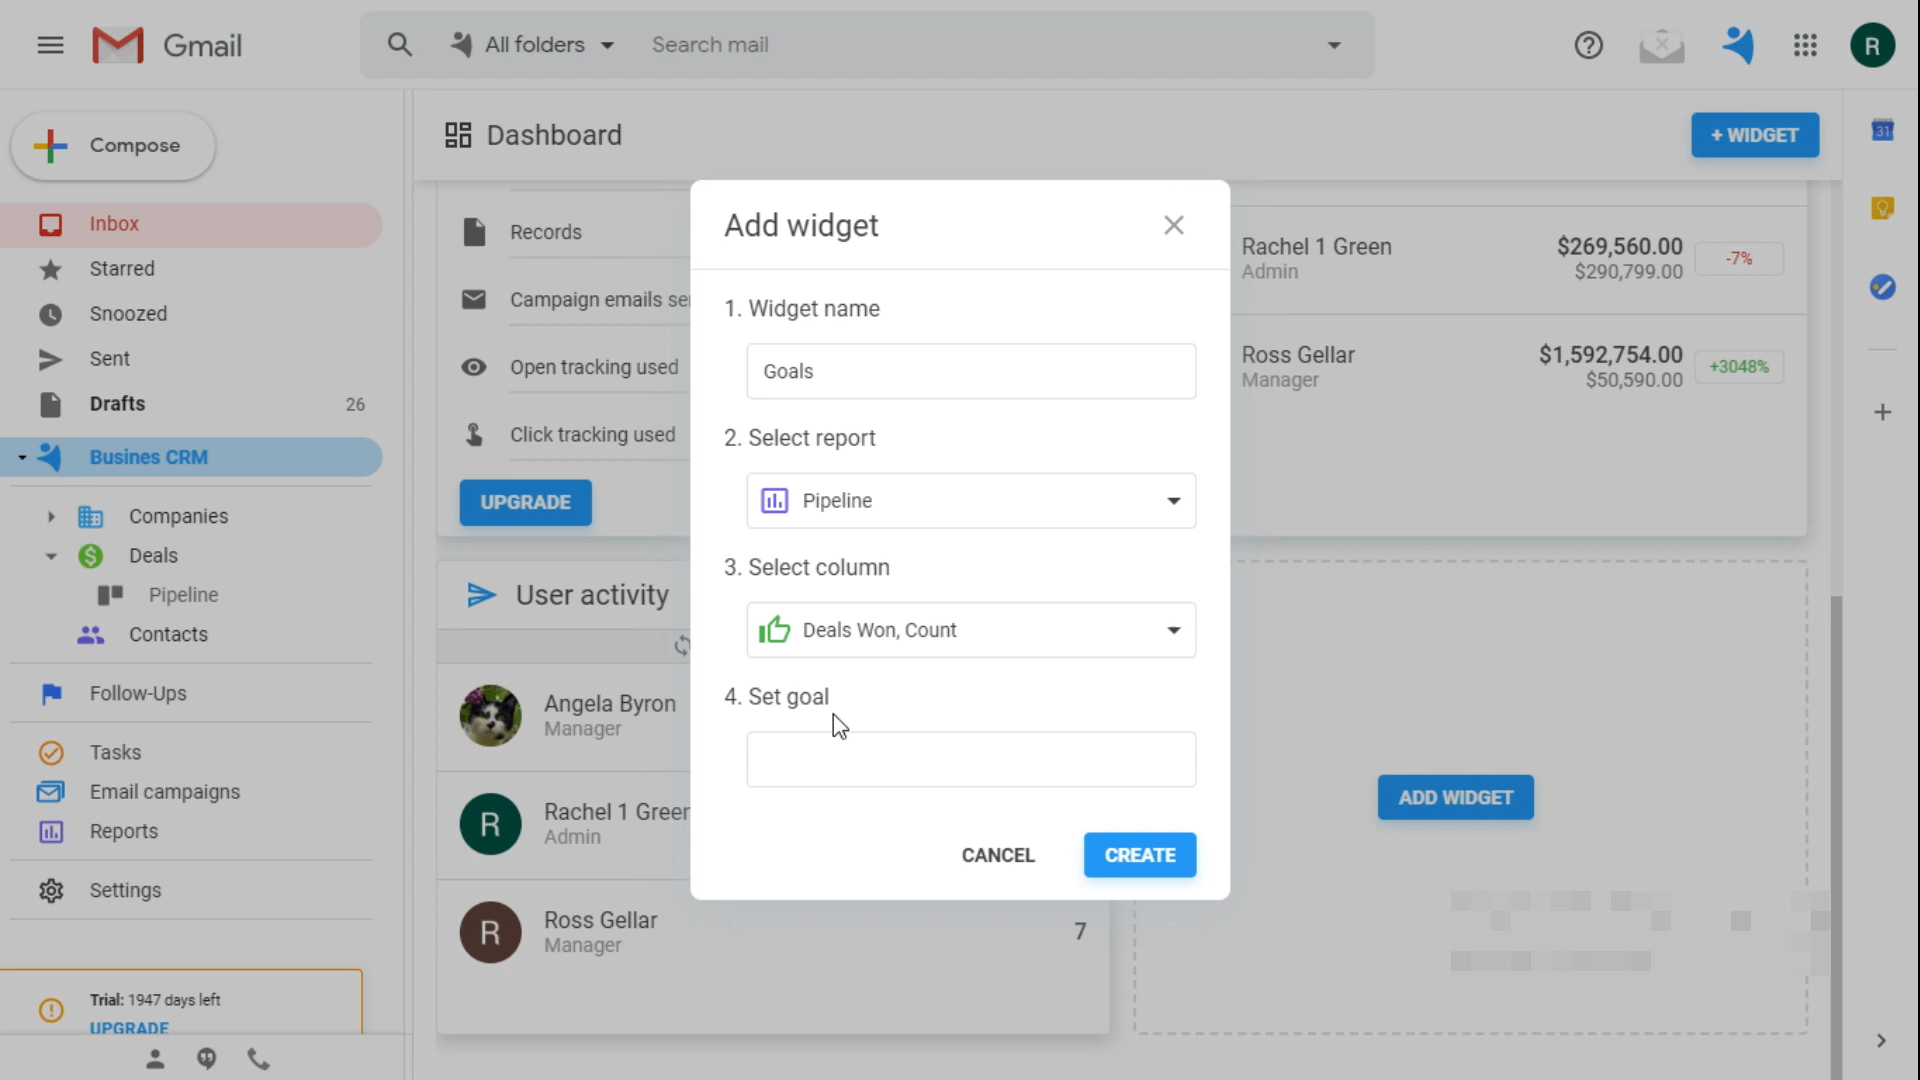 Gmail
All folders
Search mail
R
Compose
Inbox
Starred
Snoozed
Sent
Drafts 26
Busines CRM
Companies
Deals
Pipeline
Contacts
Follow-Ups
Tasks
Email campaigns
Reports
Settings
Trial: 1947 days left
UPGRADE
Dashboard
+ WIDGET
Records
Campaign emails
Open tracking used
Click tracking used
UPGRADE
User activity
Angela Byron
Manager
R
Rachel 1 Green
Admin
R
Ross Gellar
Manager
7
Add widget
1. Widget name
Goals
2. Select report
Pipeline
3. Select column
Deals Won, Count
4. Set goal
CANCEL
CREATE
Rachel 1 Green $269,560.00 -7%
Admin $290,799.00
Ross Gellar $1,592,754.00 +3048%
Manager $50,590.00
ADD WIDGET
31